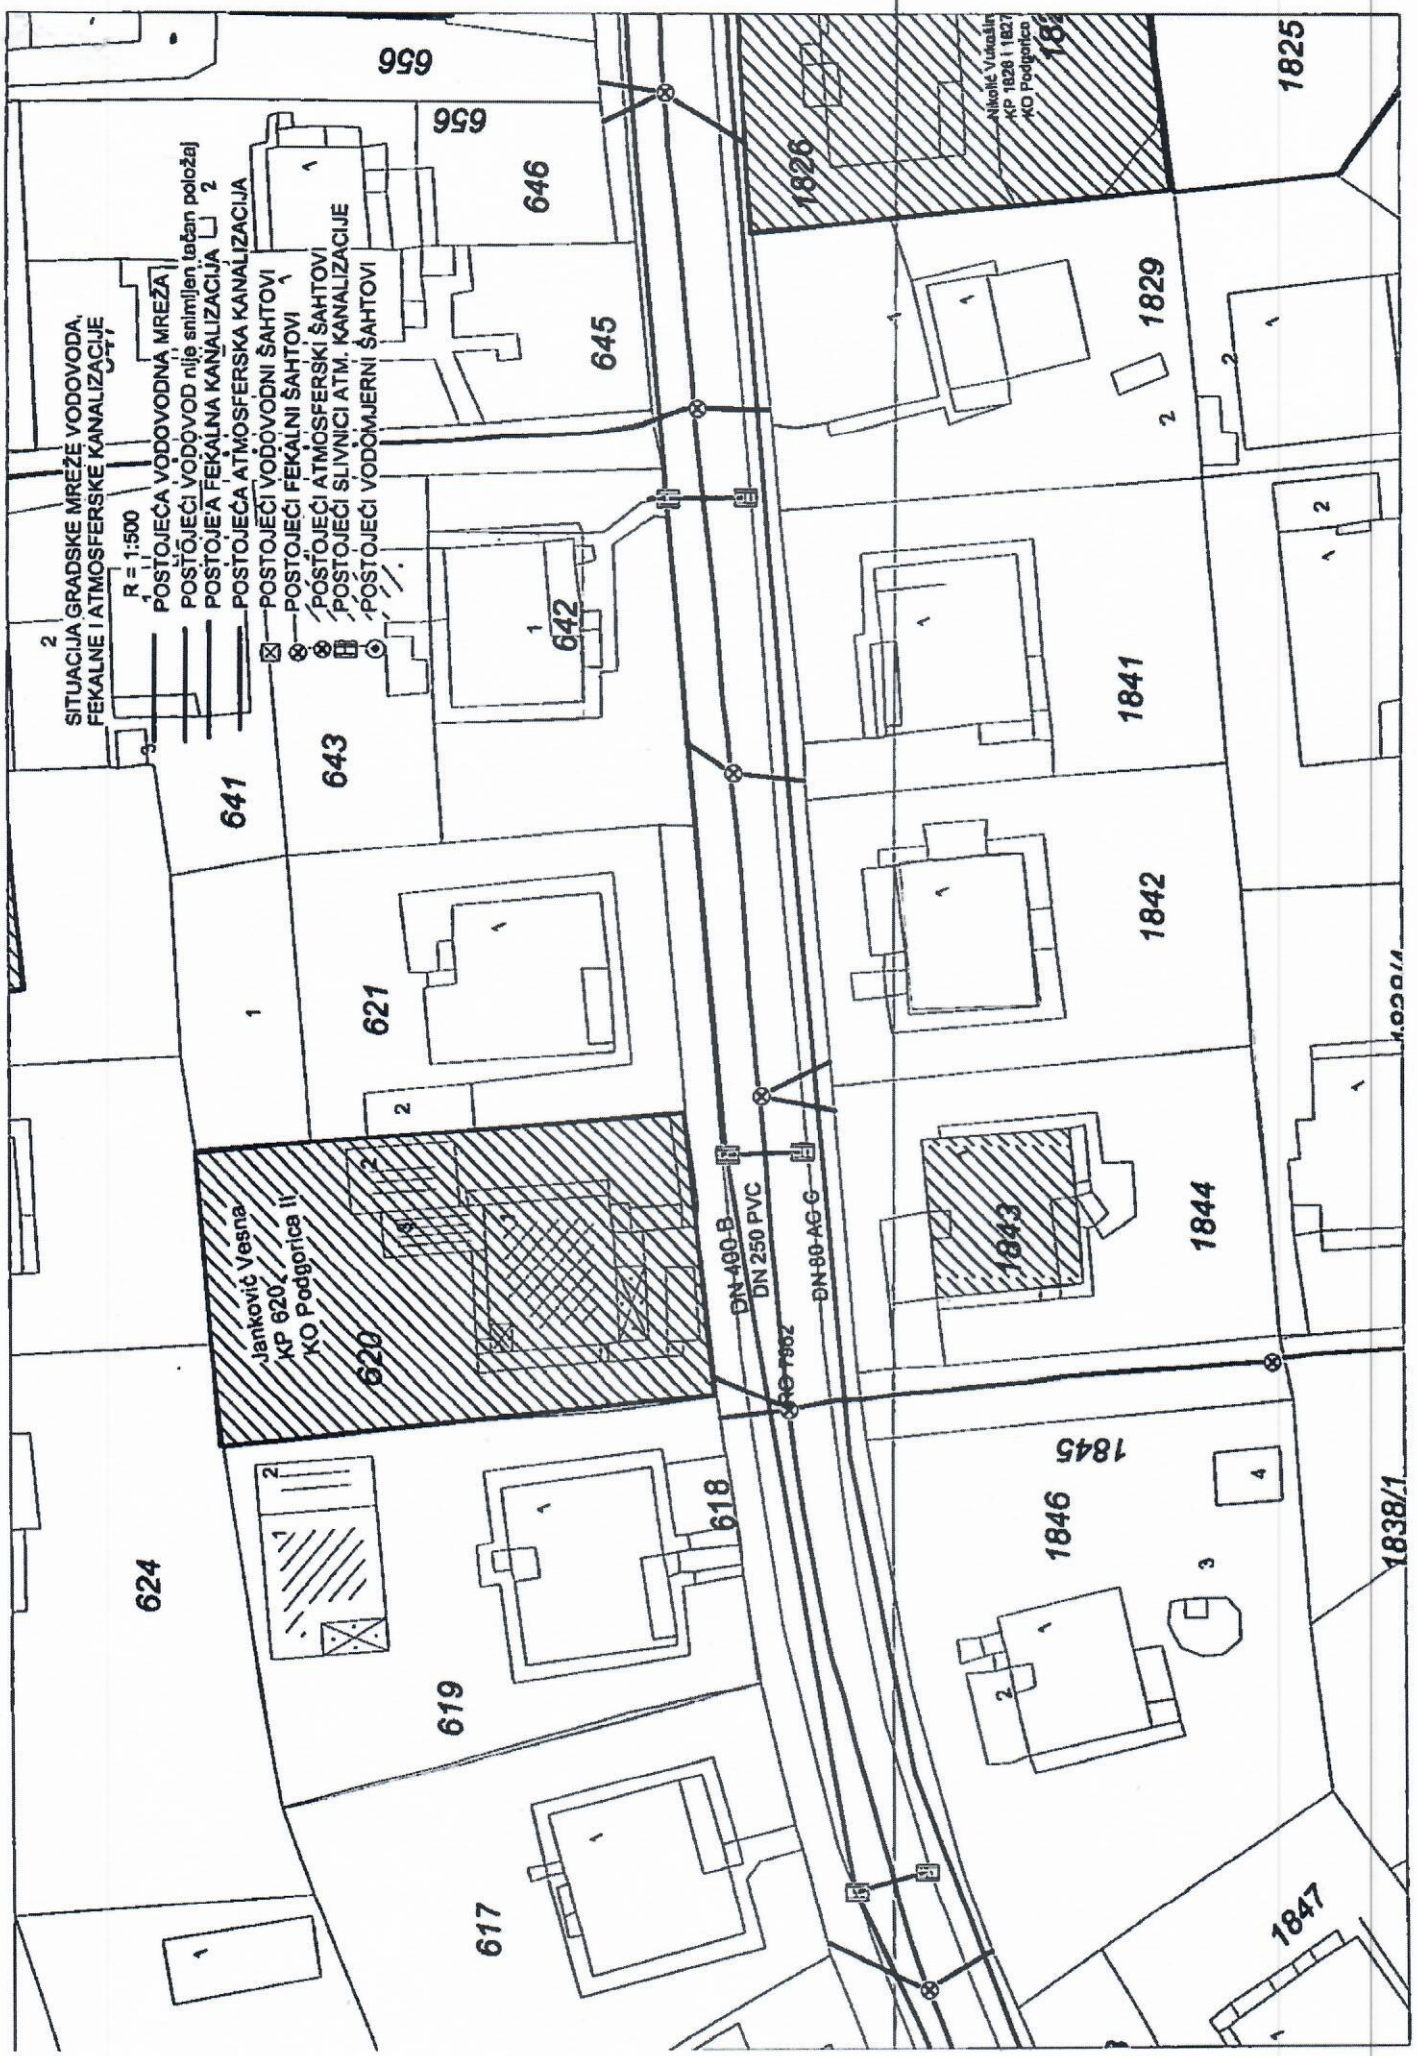 SITUACIJA GRADSKE MREŽE VODOVODA,
FEKALNE I ATMOSFERSKE KANALIZACIJE
R = 1:500
POSTOJEĆA VODOVODNA MREŽA
POSTOJEĆI VODOVOD nije snimljen tačan položaj
POSTOJEA FEKALNA KANALIZACIJA
POSTOJEĆA ATMOSFERSKA KANALIZACIJA
POSTOJEĆI VODOVODNI ŠAHTOVI
POSTOJEĆI FEKALNI ŠAHTOVI
POSTOJEĆI ATMOSFERSKI ŠAHTOVI
POSTOJEĆI SLIVNICI ATM. KANALIZACIJE
POSTOJEĆI VODOMJERNI ŠAHTOVI
656
656
646
645
642
643
641
621
Janković Vesna
KP 620
KO Podgorica II
620
624
619
618
617
DN 400 B
DN 250 PVC
DN 80 AC G
Nikolić Vukašin
KP 1828 i 1827
KO Podgorica
1826
1825
1829
1841
1842
1843
1844
1845
1846
1838/1
1847